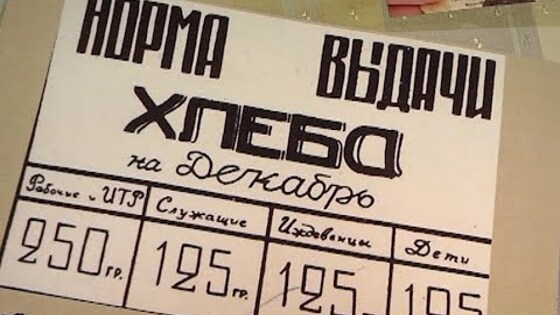 НОРМА ВЫДАЧИ
ХЛЕБА
на Декабрь
Рабочие и ИТР Служащие Иждевенцы Дети
250 гр. 125 гр. 125 125